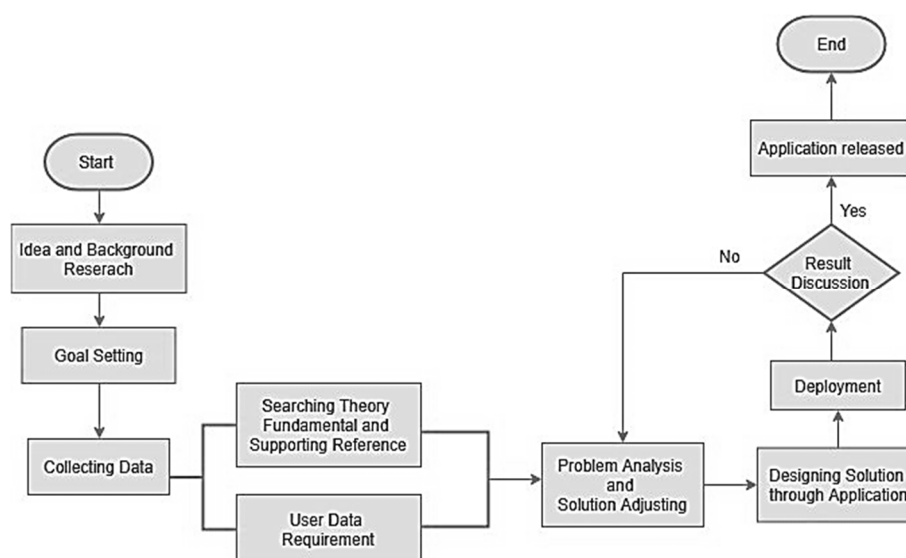 Start
Idea and Background
Reserach
Goal Setting
Collecting Data
Searching Theory
Fundamental and
Supporting Reference
User Data
Requirement
Problem Analysis
and
Solution Adjusting
Designing Solution
through Application
Deployment
Result
Discussion
No
Yes
Application released
End